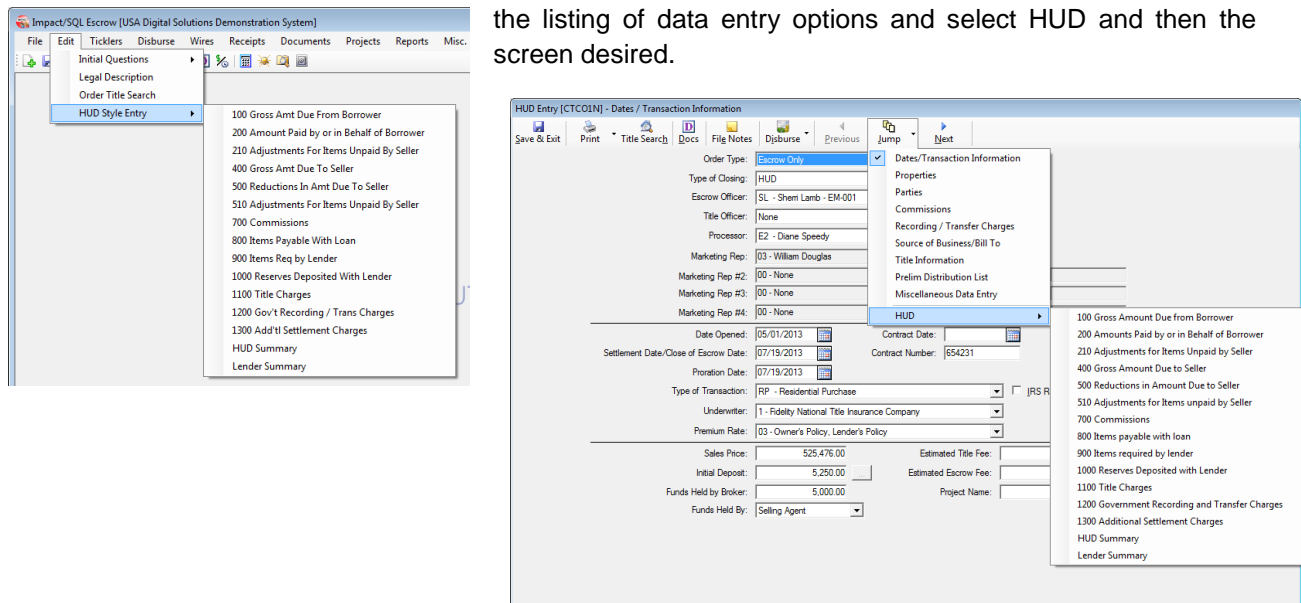 the listing of data entry options and select HUD and then the
screen desired.
Impact/SQL Escrow [USA Digital Solutions Demonstration System]
File Edit Ticklers Disburse Wires Receipts Documents Projects Reports Misc.
Initial Questions
Legal Description
Order Title Search
HUD Style Entry
100 Gross Amt Due From Borrower
200 Amount Paid by or in Behalf of Borrower
210 Adjustments For Items Unpaid By Seller
400 Gross Amt Due To Seller
500 Reductions In Amt Due To Seller
510 Adjustments For Items Unpaid By Seller
700 Commissions
800 Items Payable With Loan
900 Items Req by Lender
1000 Reserves Deposited With Lender
1100 Title Charges
1200 Gov't Recording / Trans Charges
1300 Add'tl Settlement Charges
HUD Summary
Lender Summary
HUD Entry [CTCO1N] - Dates / Transaction Information
Save & Exit Print Title Search Docs File Notes Disburse Previous Jump Next
Order Type: Escrow Only
Type of Closing: HUD
Escrow Officer: SL - Sherri Lamb - EM-001
Title Officer: None
Processor: E2 - Diane Speedy
Marketing Rep: 03 - William Douglas
Marketing Rep #2: 00 - None
Marketing Rep #3: 00 - None
Marketing Rep #4: 00 - None
Dates/Transaction Information
Properties
Parties
Commissions
Recording / Transfer Charges
Source of Business/Bill To
Title Information
Prelim Distribution List
Miscellaneous Data Entry
HUD
Date Opened: 05/01/2013 Contract Date:
Settlement Date/Close of Escrow Date: 07/19/2013 Contract Number: 654231
Proration Date: 07/19/2013
Type of Transaction: RP - Residential Purchase IRS R
Underwriter: 1 - Fidelity National Title Insurance Company
Premium Rate: 03 - Owner's Policy, Lender's Policy
Sales Price: 525,476.00 Estimated Title Fee:
Initial Deposit: 5,250.00 ... Estimated Escrow Fee:
Funds Held by Broker: 5,000.00 Project Name:
Funds Held By: Selling Agent
100 Gross Amount Due from Borrower
200 Amounts Paid by or in Behalf of Borrower
210 Adjustments for Items Unpaid by Seller
400 Gross Amount Due to Seller
500 Reductions in Amount Due to Seller
510 Adjustments for Items unpaid by Seller
700 Commissions
800 Items payable with loan
900 Items required by lender
1000 Reserves Deposited with Lender
1100 Title Charges
1200 Government Recording and Transfer Charges
1300 Additional Settlement Charges
HUD Summary
Lender Summary